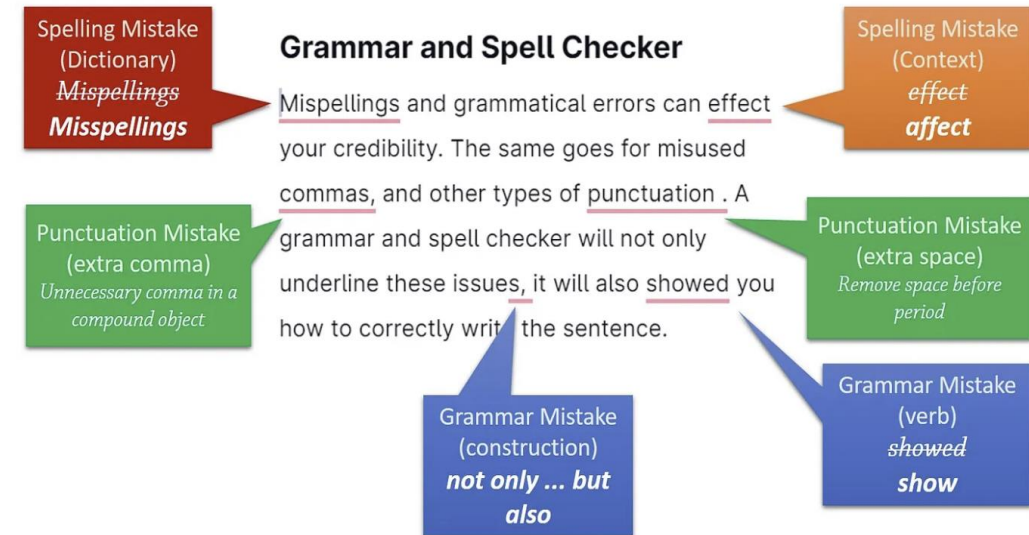 Spelling Mistake
(Dictionary)
Mispellings
Misspellings
Grammar and Spell Checker
Spelling Mistake
(Context)
effect
affect
Mispellings and grammatical errors can effect
your credibility. The same goes for misused
commas, and other types of punctuation . A
grammar and spell checker will not only
underline these issues, it will also showed you
how to correctly write the sentence.
Punctuation Mistake
(extra comma)
Unnecessary comma in a
compound object
Punctuation Mistake
(extra space)
Remove space before
period
Grammar Mistake
(construction)
not only ... but
also
Grammar Mistake
(verb)
showed
show